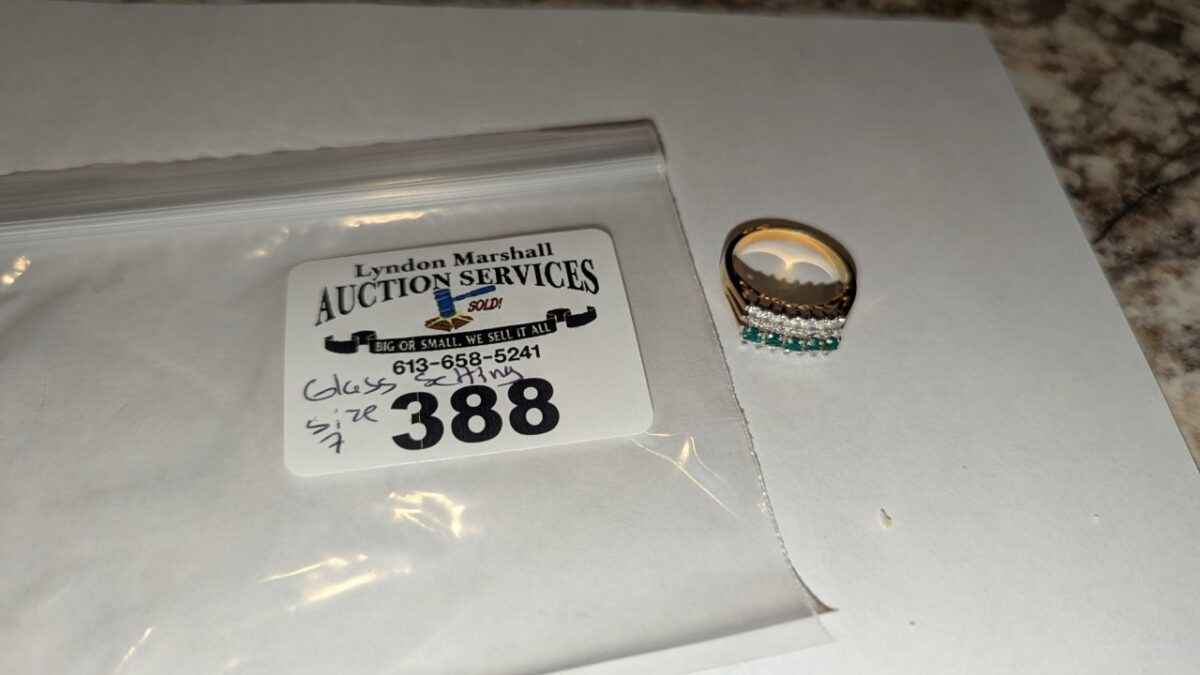 Lyndon Marshall
AUCTION SERVICES
SOLD!
BIG OR SMALL, WE SELL IT ALL
613-658-5241
Glass Setting
size
7
388